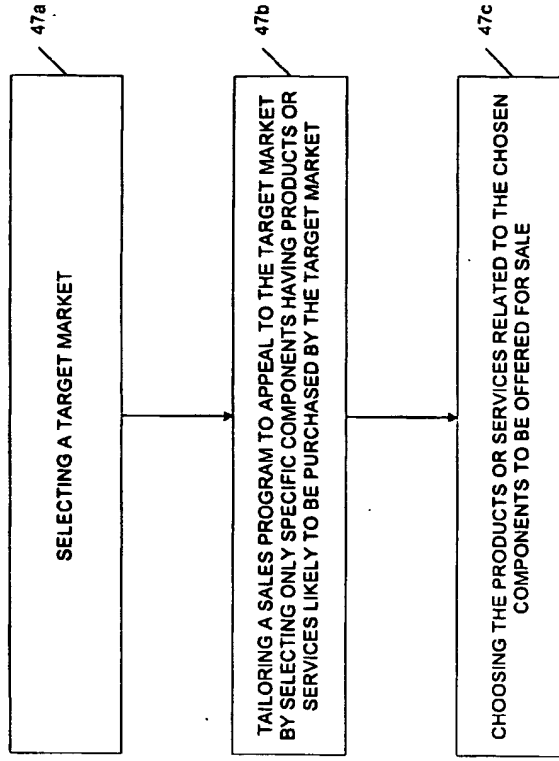 47a
SELECTING A TARGET MARKET
47b
TAILORING A SALES PROGRAM TO APPEAL TO THE TARGET MARKET
BY SELECTING ONLY SPECIFIC COMPONENTS HAVING PRODUCTS OR
SERVICES LIKELY TO BE PURCHASED BY THE TARGET MARKET
47c
CHOOSING THE PRODUCTS OR SERVICES RELATED TO THE CHOSEN
COMPONENTS TO BE OFFERED FOR SALE